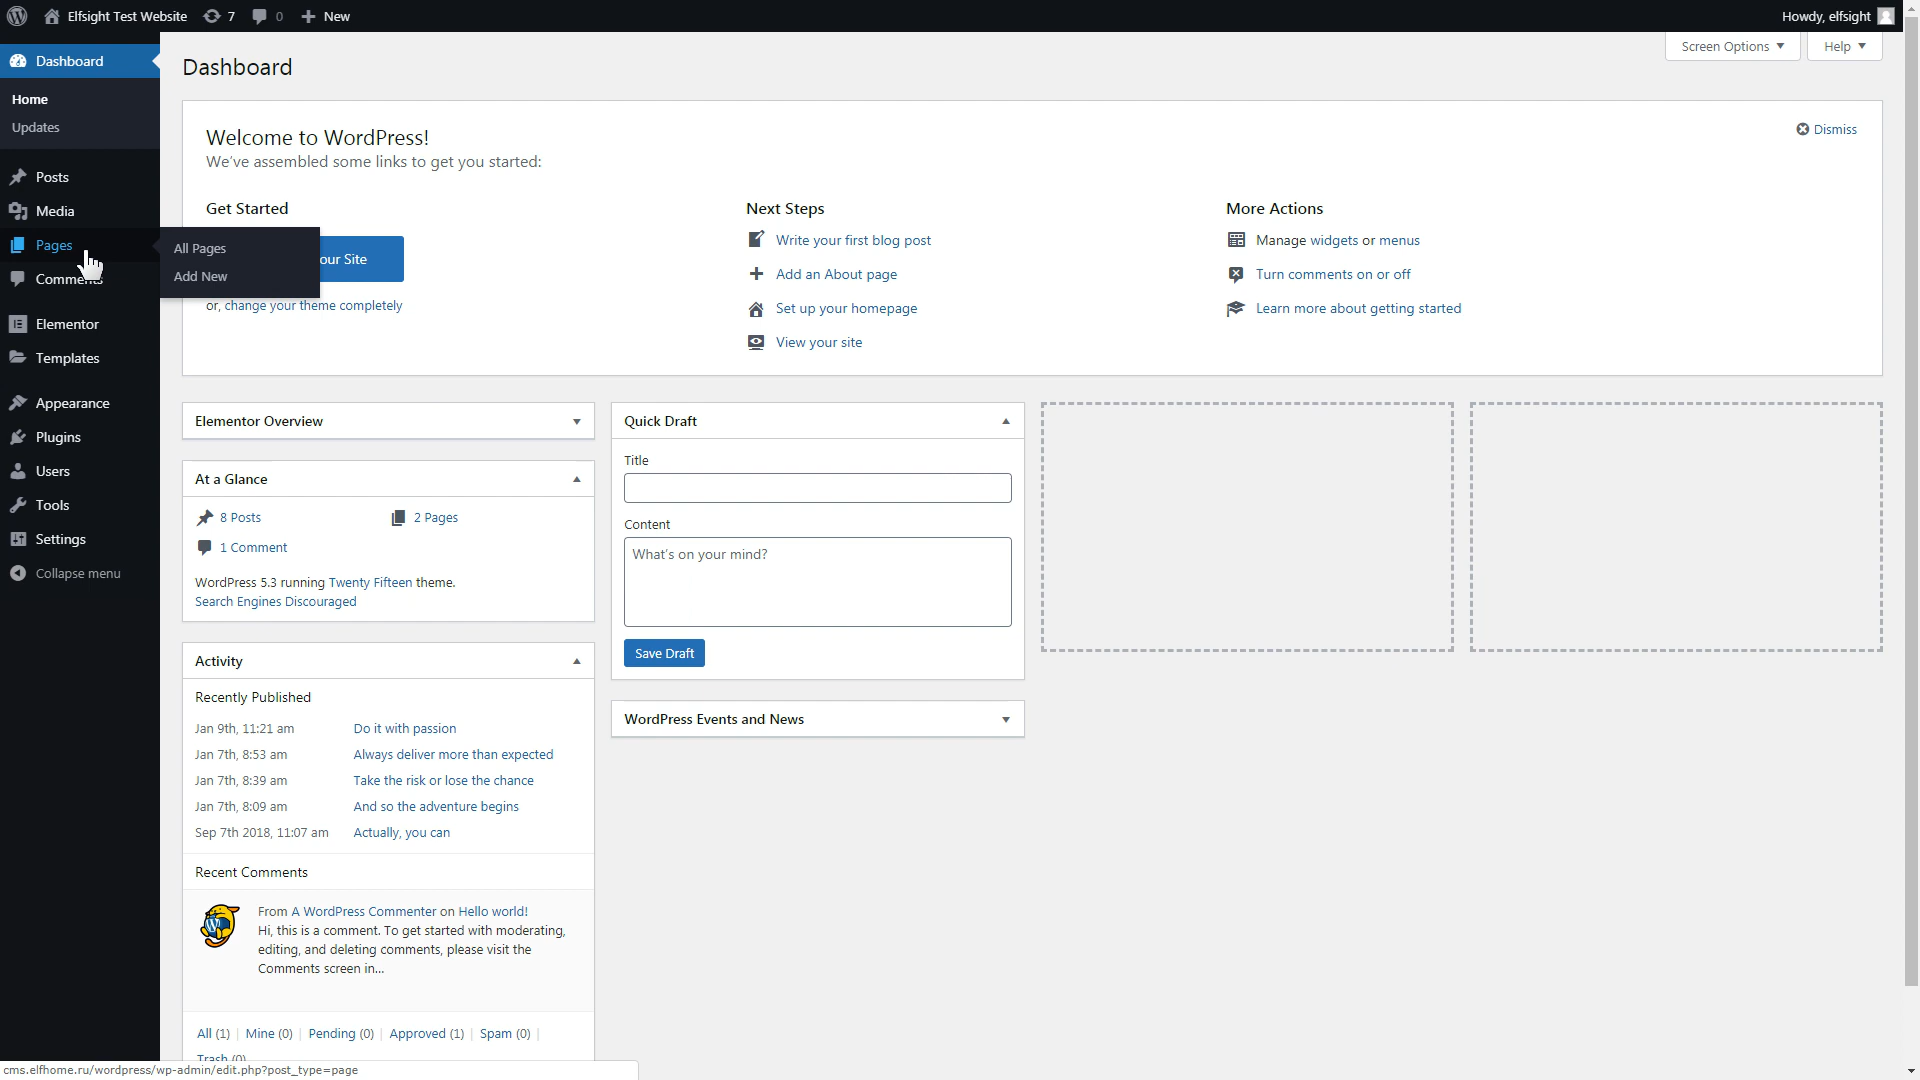 Elfsight Test Website 7 0 New
Howdy, elfsight
Screen Options
Help
Dashboard
Home
Updates
Posts
Media
Pages
Comments
Elementor
Templates
Appearance
Plugins
Users
Tools
Settings
Collapse menu
All Pages
Add New
Dashboard
Welcome to WordPress!
We've assembled some links to get you started:
Dismiss
Get Started
our Site
or, change your theme completely
Next Steps
Write your first blog post
Add an About page
Set up your homepage
View your site
More Actions
Manage widgets or menus
Turn comments on or off
Learn more about getting started
Elementor Overview
At a Glance
8 Posts
2 Pages
1 Comment
WordPress 5.3 running Twenty Fifteen theme.
Search Engines Discouraged
Activity
Recently Published
Jan 9th, 11:21 am Do it with passion
Jan 7th, 8:53 am Always deliver more than expected
Jan 7th, 8:39 am Take the risk or lose the chance
Jan 7th, 8:09 am And so the adventure begins
Sep 7th 2018, 11:07 am Actually, you can
Recent Comments
From A WordPress Commenter on Hello world!
Hi, this is a comment. To get started with moderating,
editing, and deleting comments, please visit the
Comments screen in...
All (1) | Mine (0) | Pending (0) | Approved (1) | Spam (0) |
Trash (0)
Quick Draft
Title
Content
What's on your mind?
Save Draft
WordPress Events and News
cms.elfhome.ru/wordpress/wp-admin/edit.php?post_type=page